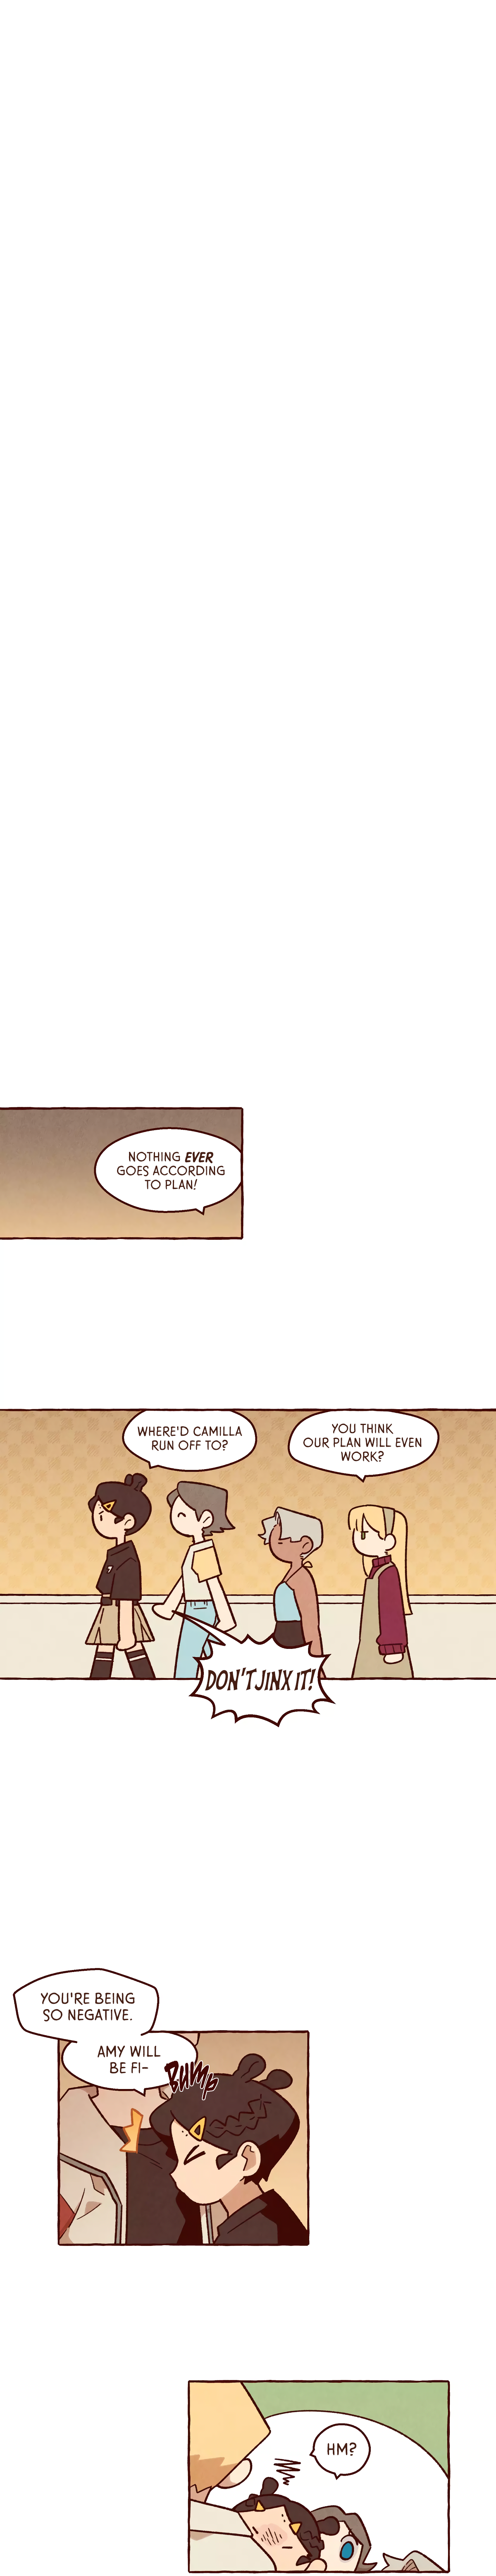 NOTHING EVER
GOES ACCORDING
TO PLAN!
WHERE'D CAMILLA
RUN OFF TO?
YOU THINK
OUR PLAN WILL EVEN
WORK?
DON'T JINX IT!
YOU'RE BEING
SO NEGATIVE.
AMY WILL
BE FI-
BUMP
HM?